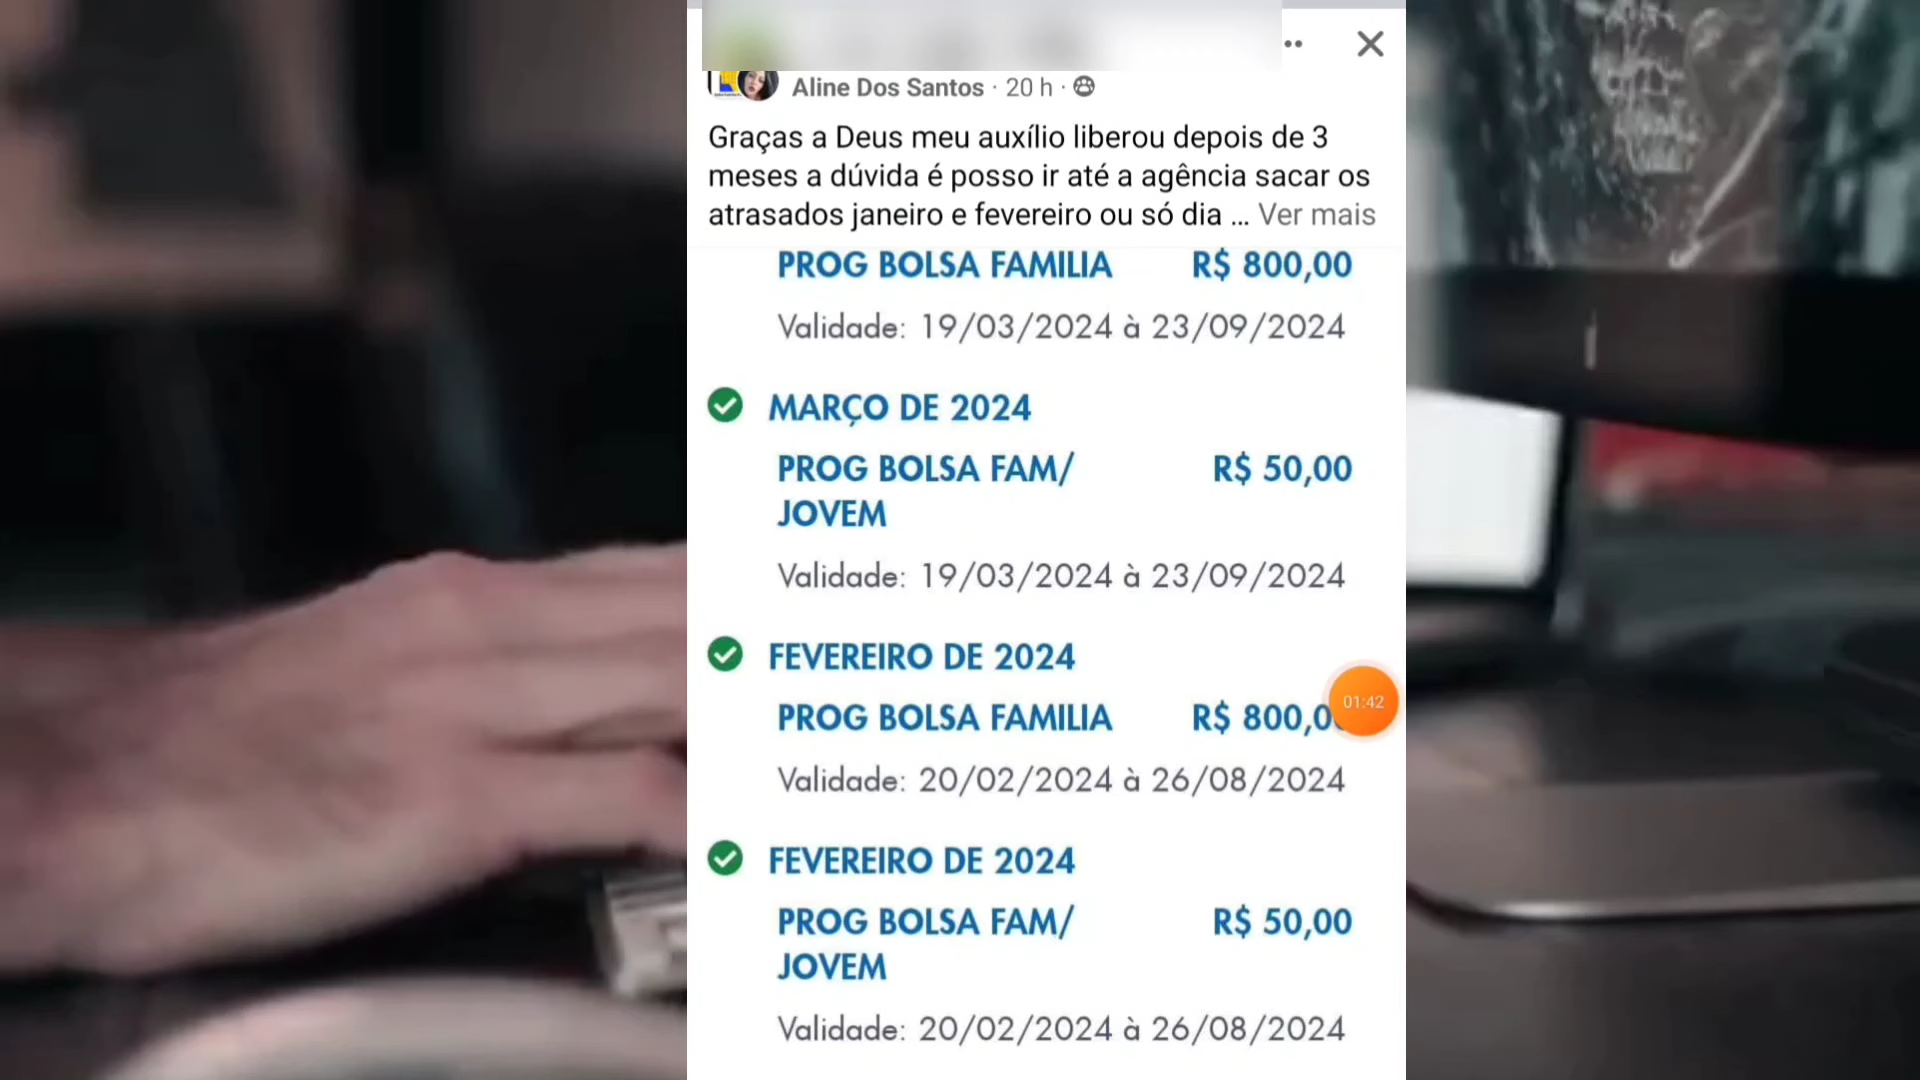 Aline Dos Santos · 20 h ·
Graças a Deus meu auxílio liberou depois de 3
meses a dúvida é posso ir até a agência sacar os
atrasados janeiro e fevereiro ou só dia ... Ver mais
PROG BOLSA FAMILIA R$ 800,00
Validade: 19/03/2024 à 23/09/2024
MARÇO DE 2024
PROG BOLSA FAM/ R$ 50,00
JOVEM
Validade: 19/03/2024 à 23/09/2024
FEVEREIRO DE 2024
PROG BOLSA FAMILIA R$ 800,0
01:42
Validade: 20/02/2024 à 26/08/2024
FEVEREIRO DE 2024
PROG BOLSA FAM/ R$ 50,00
JOVEM
Validade: 20/02/2024 à 26/08/2024